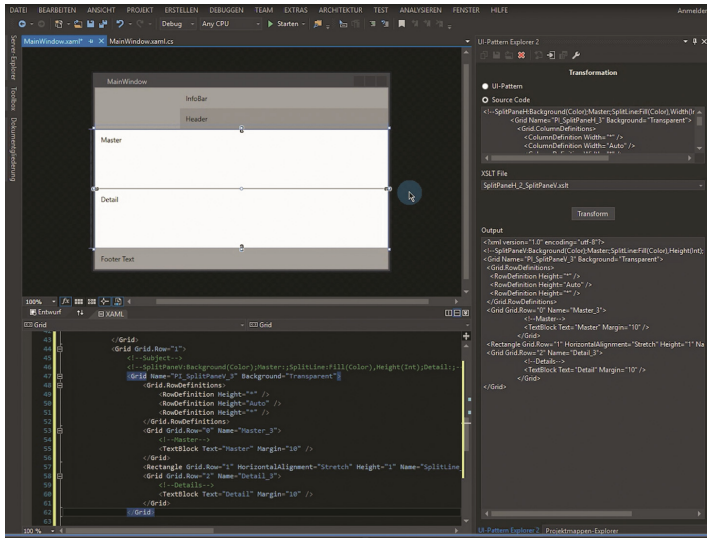 DATEI BEARBEITEN ANSICHT PROJEKT ERSTELLEN DEBUGGEN TEAM EXTRAS ARCHITEKTUR TEST ANALYSIEREN FENSTER HILFE Anmelden
Debug Any CPU Starten
MainWindow.xaml* MainWindow.xaml.cs
Server-Explorer Toolbox Dokumentgliederung
MainWindow
InfoBar
Header
Master
Detail
Footer Text
100% fx
Entwurf XAML
Grid Grid
43 </Grid>
44 <Grid Grid.Row="1">
45 <!--Subject-->
46 <!--SplitPaneV:Background(Color);Master:;SplitLine:Fill(Color),Height(Int);Detail:;--
47 <Grid Name="PI_SplitPaneV_3" Background="Transparent">
48 <Grid.RowDefinitions>
49 <RowDefinition Height="*" />
50 <RowDefinition Height="Auto" />
51 <RowDefinition Height="*" />
52 </Grid.RowDefinitions>
53 <Grid Grid.Row="0" Name="Master_3">
54 <!--Master-->
55 <TextBlock Text="Master" Margin="10" />
56 </Grid>
57 <Rectangle Grid.Row="1" HorizontalAlignment="Stretch" Height="1" Name="SplitLine_
58 <Grid Grid.Row="2" Name="Detail_3">
59 <!--Details-->
60 <TextBlock Text="Detail" Margin="10" />
61 </Grid>
62 </Grid>
63
100 %
UI-Pattern Explorer 2
Transformation
UI-Pattern
Source Code
<!--SplitPaneH:Background(Color);Master:;SplitLine:Fill(Color),Width(Ir
<Grid Name="PI_SplitPaneH_3" Background="Transparent">
<Grid.ColumnDefinitions>
<ColumnDefinition Width="*" />
<ColumnDefinition Width="Auto" />
XSLT File
SplitPaneH_2_SplitPaneV.xslt
Transform
Output
<?xml version="1.0" encoding="utf-8"?>
<!--SplitPaneV:Background(Color);Master:;SplitLine:Fill(Color),Height(Int);
<Grid Name="PI_SplitPaneV_3" Background="Transparent">
<Grid.RowDefinitions>
<RowDefinition Height="*" />
<RowDefinition Height="Auto" />
<RowDefinition Height="*" />
</Grid.RowDefinitions>
<Grid Grid.Row="0" Name="Master_3">
<!--Master-->
<TextBlock Text="Master" Margin="10" />
</Grid>
<Rectangle Grid.Row="1" HorizontalAlignment="Stretch" Height="1" Na
<Grid Grid.Row="2" Name="Detail_3">
<!--Details-->
<TextBlock Text="Detail" Margin="10" />
</Grid>
</Grid>
UI-Pattern Explorer 2 Projektmappen-Explorer